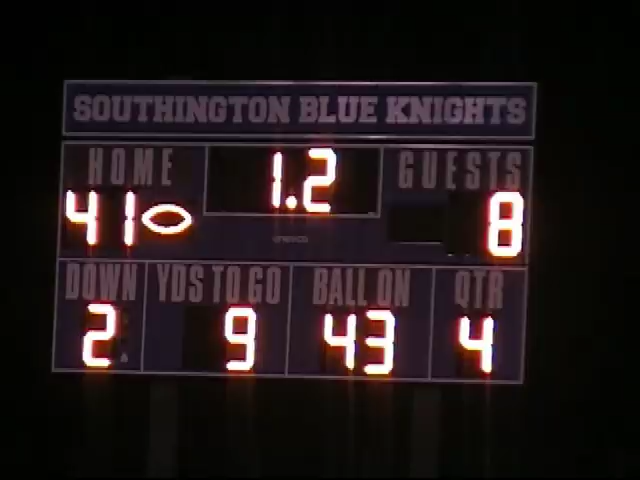 SOUTHINGTON BLUE KNIGHTS
HOME 1.2 GUESTS
41 8
DOWN YDS TO GO BALL ON QTR
2 9 43 4